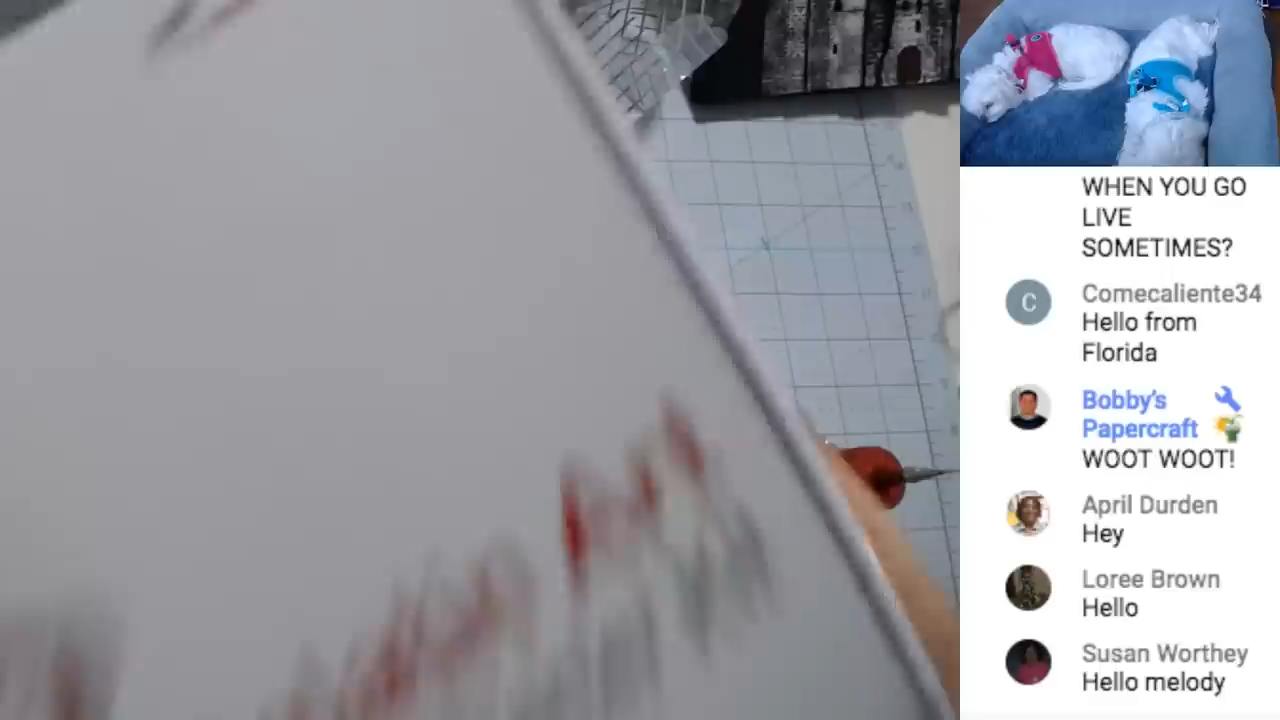 WHEN YOU GO
LIVE
SOMETIMES?
Comecaliente34
Hello from
Florida
Bobby's
Papercraft
WOOT WOOT!
April Durden
Hey
Loree Brown
Hello
Susan Worthey
Hello melody